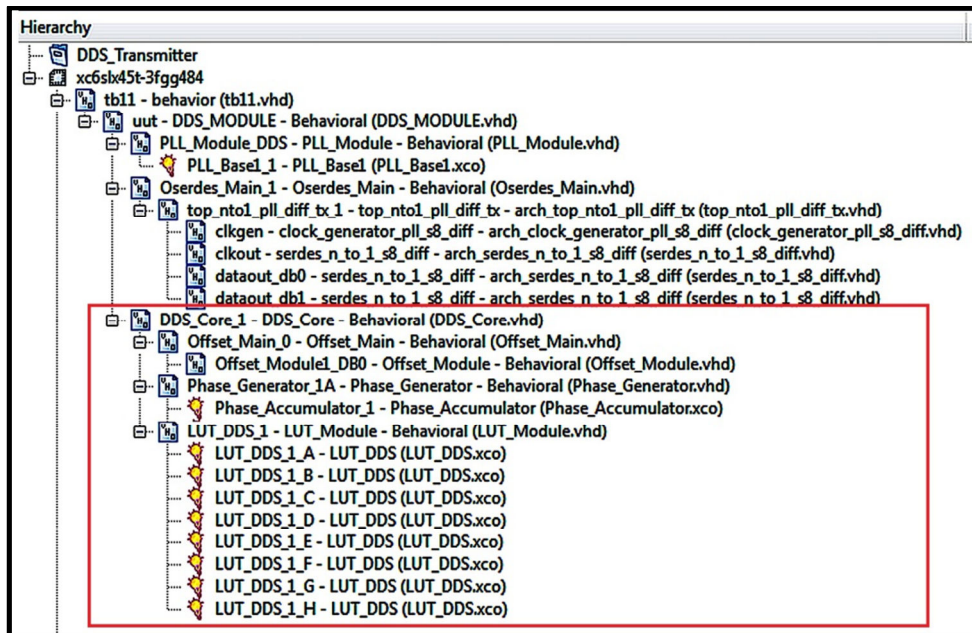 Hierarchy
DDS_Transmitter
xc6slx45t-3fgg484
tb11 - behavior (tb11.vhd)
uut - DDS_MODULE - Behavioral (DDS_MODULE.vhd)
PLL_Module_DDS - PLL_Module - Behavioral (PLL_Module.vhd)
PLL_Base1_1 - PLL_Base1 (PLL_Base1.xco)
Oserdes_Main_1 - Oserdes_Main - Behavioral (Oserdes_Main.vhd)
top_nto1_pll_diff_tx_1 - top_nto1_pll_diff_tx - arch_top_nto1_pll_diff_tx (top_nto1_pll_diff_tx.vhd)
clkgen - clock_generator_pll_s8_diff - arch_clock_generator_pll_s8_diff (clock_generator_pll_s8_diff.vhd)
clkout - serdes_n_to_1_s8_diff - arch_serdes_n_to_1_s8_diff (serdes_n_to_1_s8_diff.vhd)
dataout_db0 - serdes_n_to_1_s8_diff - arch_serdes_n_to_1_s8_diff (serdes_n_to_1_s8_diff.vhd)
dataout_db1 - serdes_n_to_1_s8_diff - arch_serdes_n_to_1_s8_diff (serdes_n_to_1_s8_diff.vhd)
DDS_Core_1 - DDS_Core - Behavioral (DDS_Core.vhd)
Offset_Main_0 - Offset_Main - Behavioral (Offset_Main.vhd)
Offset_Module1_DB0 - Offset_Module - Behavioral (Offset_Module.vhd)
Phase_Generator_1A - Phase_Generator - Behavioral (Phase_Generator.vhd)
Phase_Accumulator_1 - Phase_Accumulator (Phase_Accumulator.xco)
LUT_DDS_1 - LUT_Module - Behavioral (LUT_Module.vhd)
LUT_DDS_1_A - LUT_DDS (LUT_DDS.xco)
LUT_DDS_1_B - LUT_DDS (LUT_DDS.xco)
LUT_DDS_1_C - LUT_DDS (LUT_DDS.xco)
LUT_DDS_1_D - LUT_DDS (LUT_DDS.xco)
LUT_DDS_1_E - LUT_DDS (LUT_DDS.xco)
LUT_DDS_1_F - LUT_DDS (LUT_DDS.xco)
LUT_DDS_1_G - LUT_DDS (LUT_DDS.xco)
LUT_DDS_1_H - LUT_DDS (LUT_DDS.xco)